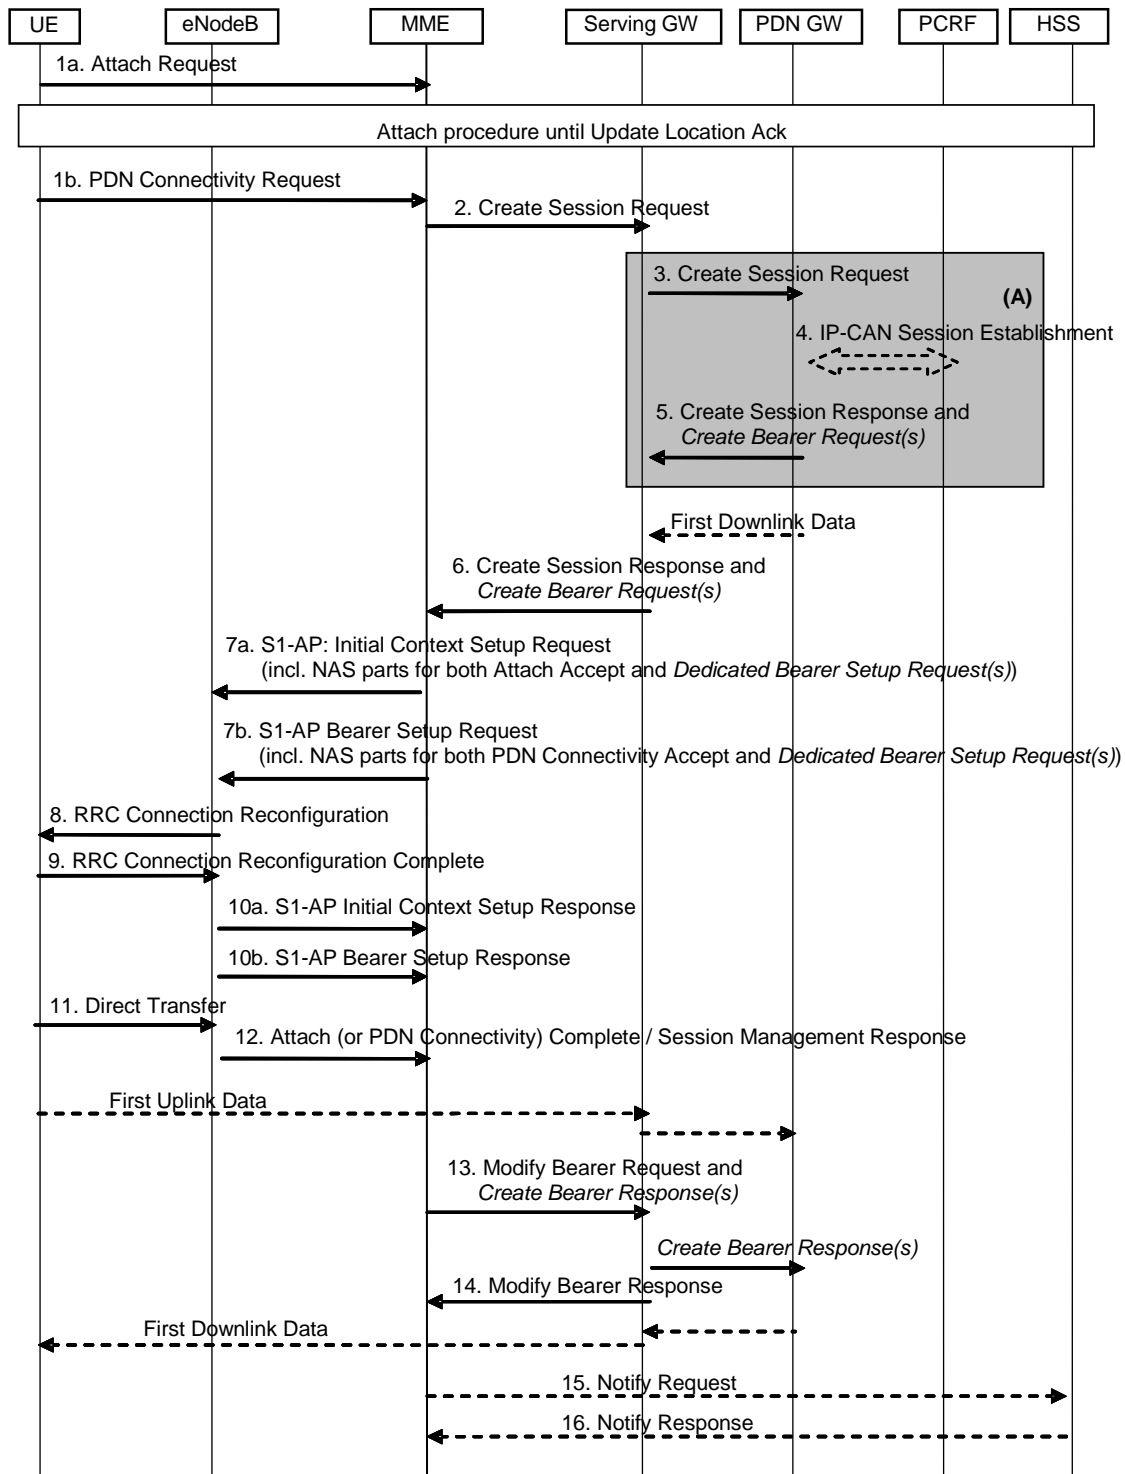 UE
eNodeB
MME
Serving GW
PDN GW
PCRF
HSS
1a. Attach Request
Attach procedure until Update Location Ack
1b. PDN Connectivity Request
2. Create Session Request
3. Create Session Request
(A)
4. IP-CAN Session Establishment
5. Create Session Response and
Create Bearer Request(s)
First Downlink Data
6. Create Session Response and
Create Bearer Request(s)
7a. S1-AP: Initial Context Setup Request
(incl. NAS parts for both Attach Accept and Dedicated Bearer Setup Request(s))
7b. S1-AP Bearer Setup Request
(incl. NAS parts for both PDN Connectivity Accept and Dedicated Bearer Setup Request(s))
8. RRC Connection Reconfiguration
9. RRC Connection Reconfiguration Complete
10a. S1-AP Initial Context Setup Response
10b. S1-AP Bearer Setup Response
11. Direct Transfer
12. Attach (or PDN Connectivity) Complete / Session Management Response
First Uplink Data
13. Modify Bearer Request and
Create Bearer Response(s)
Create Bearer Response(s)
14. Modify Bearer Response
First Downlink Data
15. Notify Request
16. Notify Response